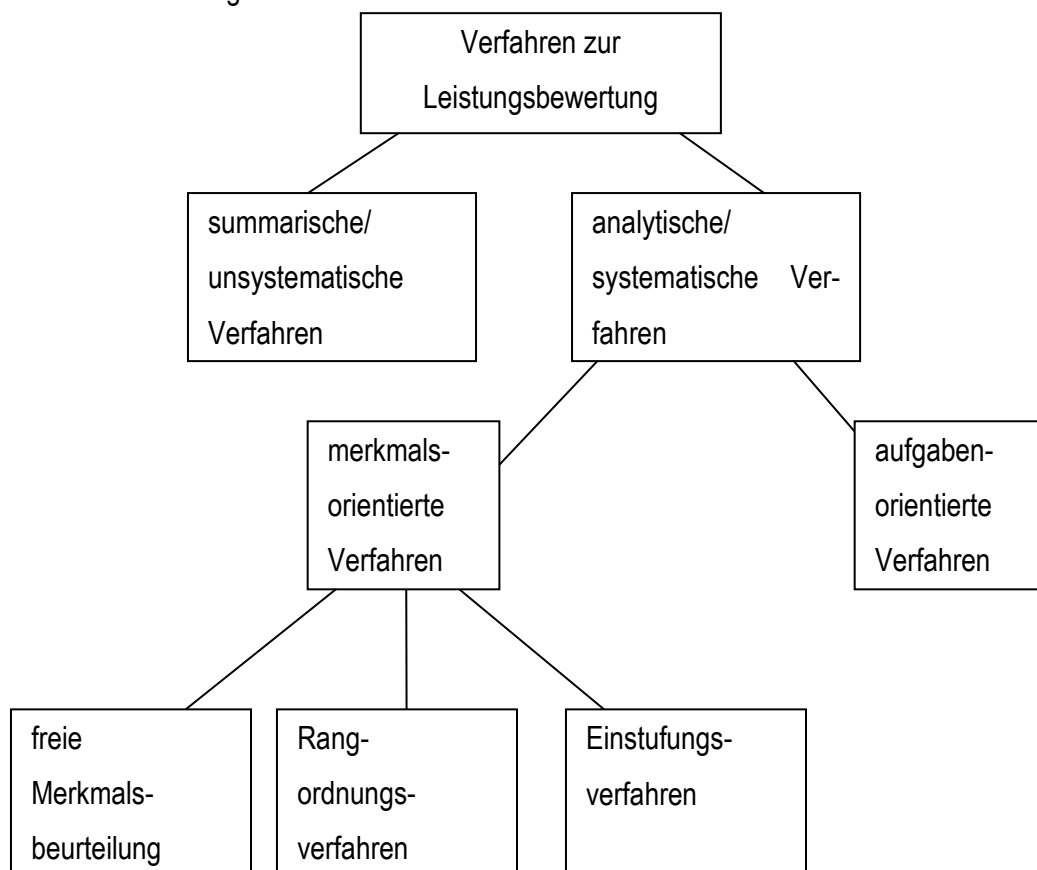 Verfahren zur
Leistungsbewertung
summarische/
unsystematische
Verfahren
analytische/
systematische Ver-
fahren
merkmals-
orientierte
Verfahren
aufgaben-
orientierte
Verfahren
freie
Merkmals-
beurteilung
Rang-
ordnungs-
verfahren
Einstufungs-
verfahren